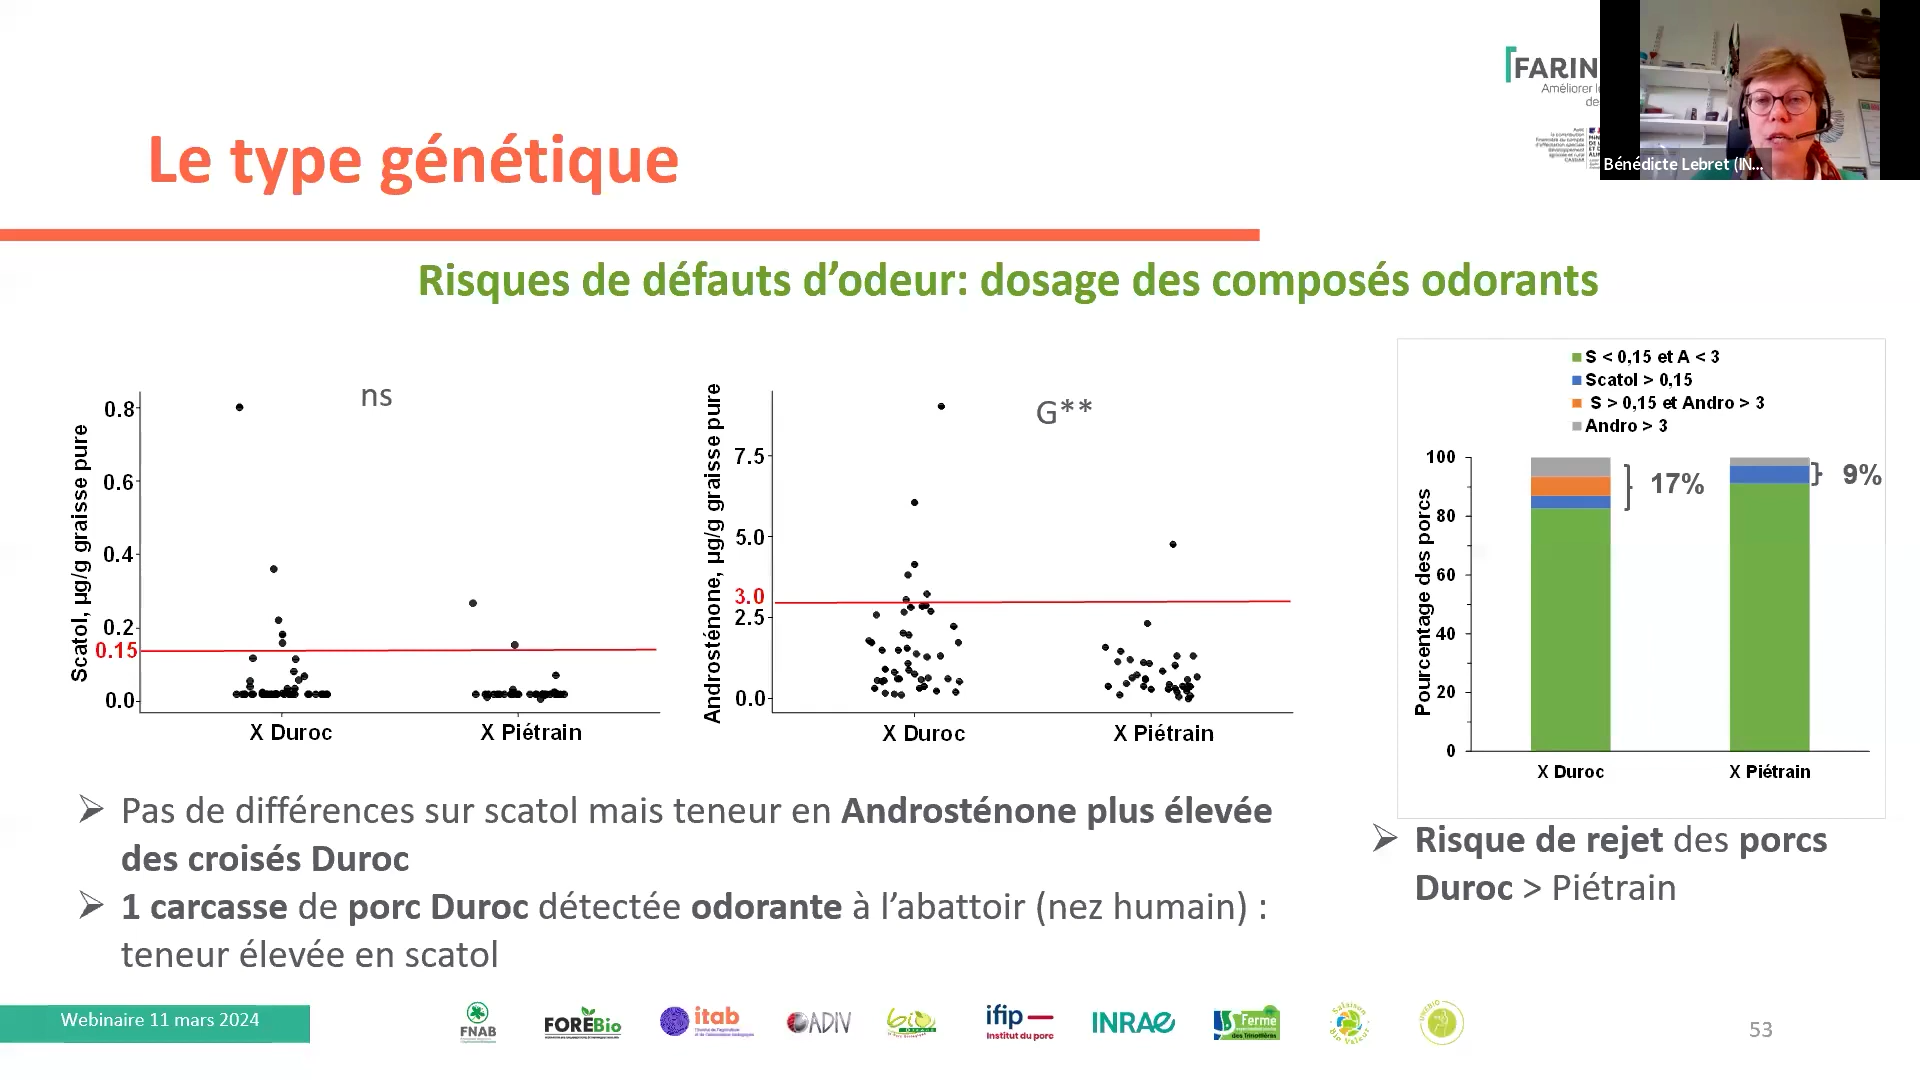 FARIN
Améliorer
de
Bénédicte Lebret (IN...
Le type génétique
Risques de défauts d’odeur: dosage des composés odorants
ns
Scatol, µg/g graisse pure
0.8
0.6
0.4
0.2
0.15
0.0
X Duroc
X Piétrain
G**
Androsténone, µg/g graisse pure
7.5
5.0
3.0
2.5
0.0
X Duroc
X Piétrain
S < 0,15 et A < 3
Scatol > 0,15
S > 0,15 et Andro > 3
Andro > 3
Pourcentage des porcs
100
80
60
40
20
0
17%
9%
X Duroc
X Piétrain
Pas de différences sur scatol mais teneur en Androsténone plus élevée
des croisés Duroc
1 carcasse de porc Duroc détectée odorante à l’abattoir (nez humain) :
teneur élevée en scatol
Risque de rejet des porcs
Duroc > Piétrain
Webinaire 11 mars 2024
FNAB
FOREBio
itab
ADIV
bio
ifip
Institut du porc
INRAE
Ferme
des Trinottières
53